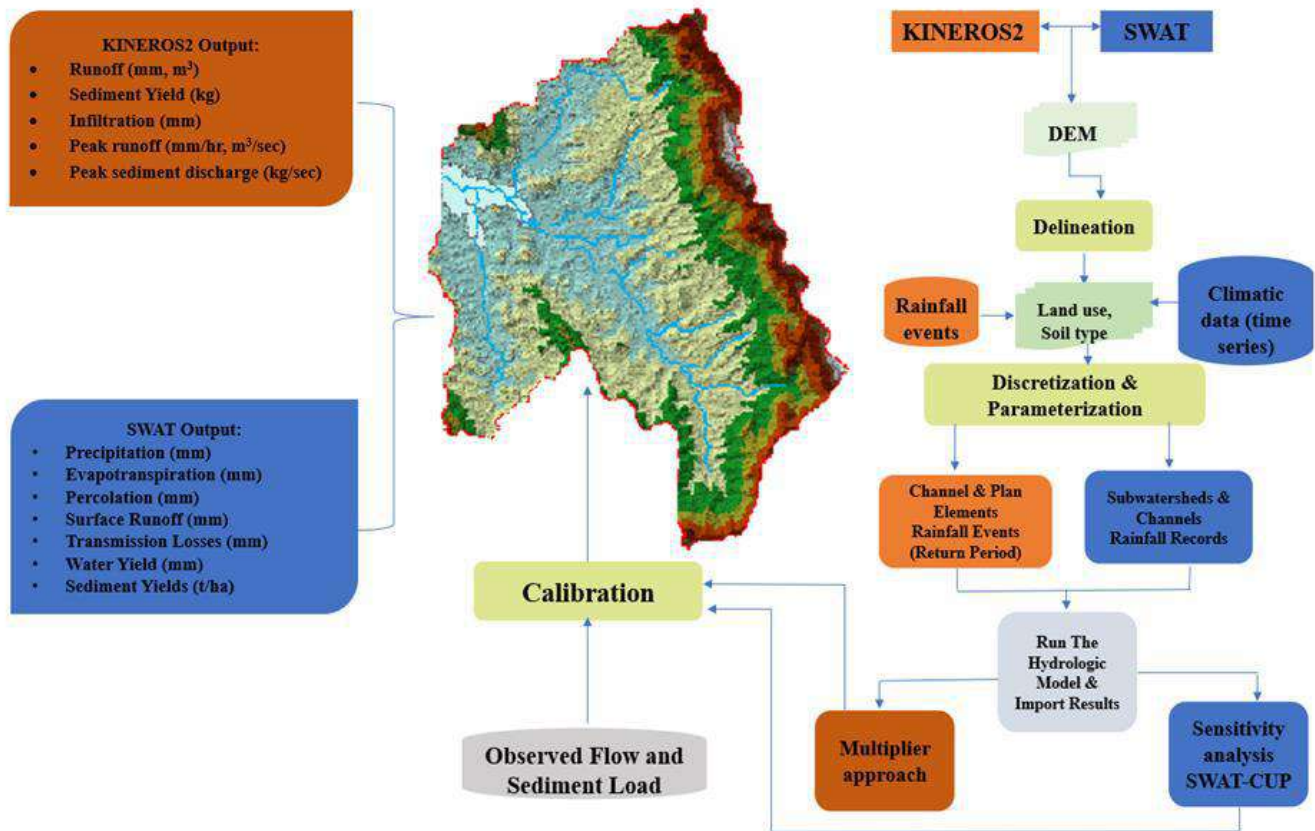 KINEROS2 Output:
• Runoff (mm, m³)
• Sediment Yield (kg)
• Infiltration (mm)
• Peak runoff (mm/hr, m³/sec)
• Peak sediment discharge (kg/sec)
SWAT Output:
• Precipitation (mm)
• Evapotranspiration (mm)
• Percolation (mm)
• Surface Runoff (mm)
• Transmission Losses (mm)
• Water Yield (mm)
• Sediment Yields (t/ha)
Calibration
Observed Flow and
Sediment Load
KINEROS2
SWAT
DEM
Delineation
Rainfall
events
Land use,
Soil type
Climatic
data (time
series)
Discretization &
Parameterization
Channel & Plan
Elements
Rainfall Events
(Return Period)
Subwatersheds &
Channels
Rainfall Records
Run The
Hydrologic
Model &
Import Results
Multiplier
approach
Sensitivity
analysis
SWAT-CUP